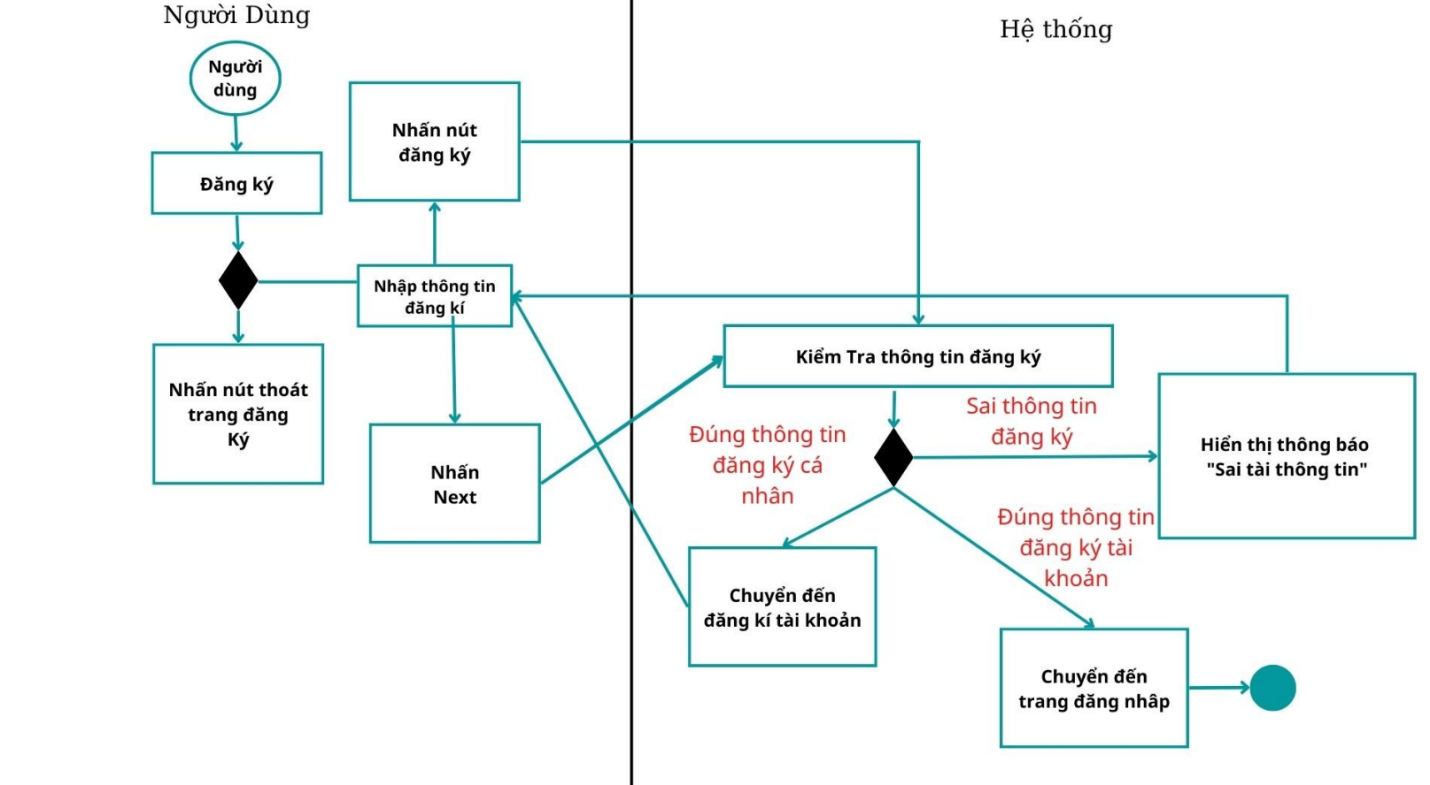 Người Dùng
Hệ thống
Người
dùng
Đăng ký
Nhấn nút
đăng ký
Nhập thông tin
đăng kí
Nhấn nút thoát
trang đăng
Ký
Nhấn
Next
Kiểm Tra thông tin đăng ký
Sai thông tin
đăng ký
Đúng thông tin
đăng ký cá
nhân
Hiển thị thông báo
"Sai tài thông tin"
Đúng thông tin
đăng ký tài
khoản
Chuyển đến
đăng kí tài khoản
Chuyển đến
trang đăng nhâp